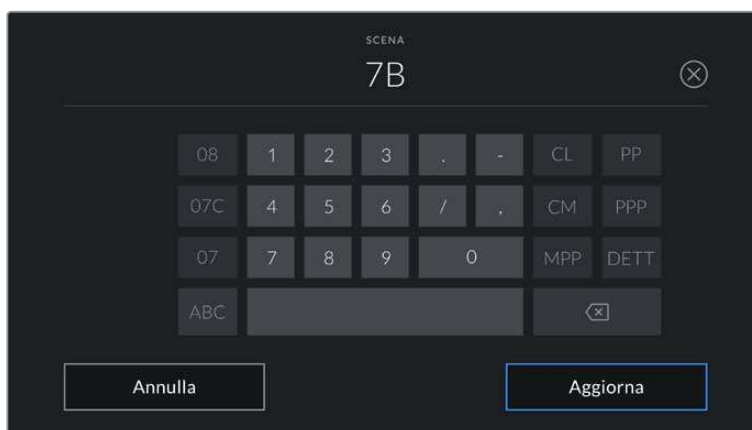 SCENA
7B
08 1 2 3 . - CL PP
07C 4 5 6 / , CM PPP
07 7 8 9 0 MPP DETT
ABC
Annulla Aggiorna